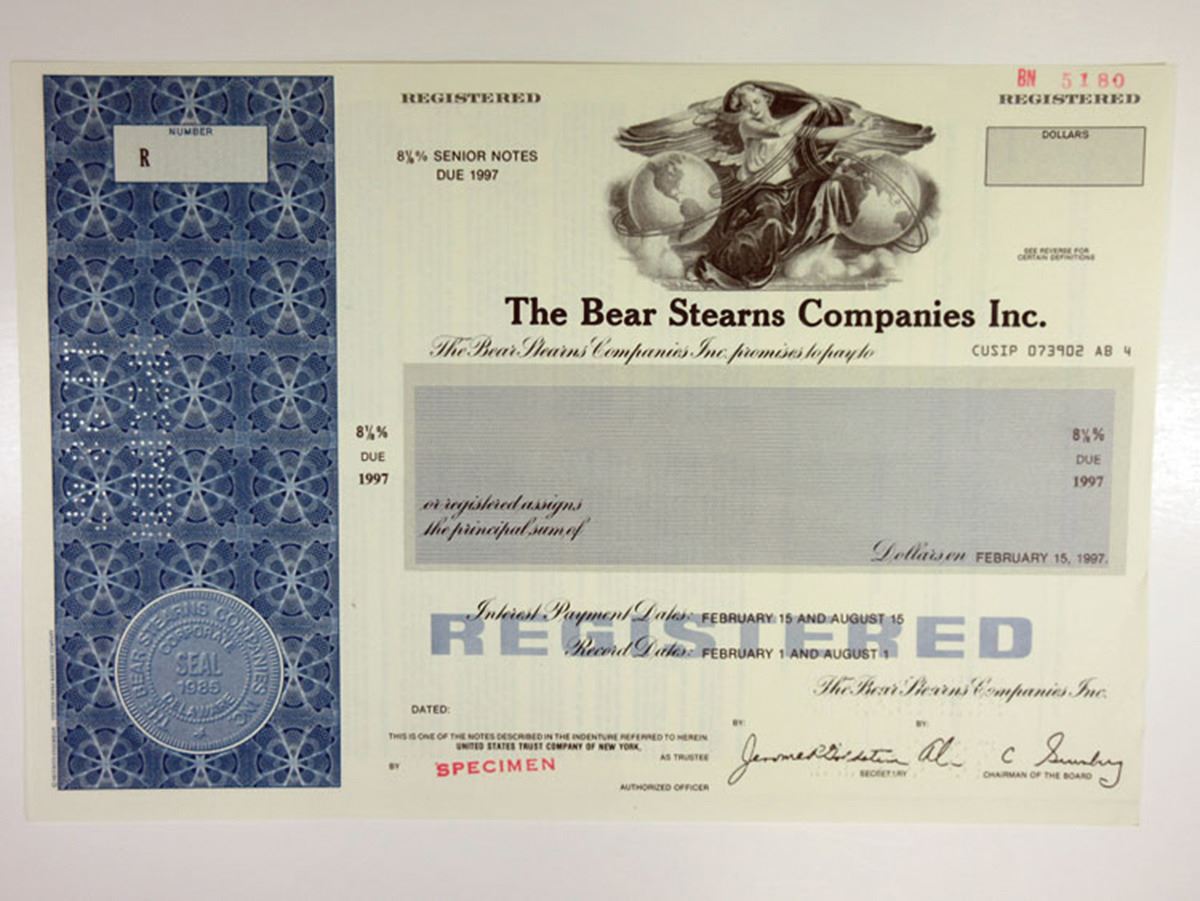 REGISTERED
BN 5180
REGISTERED
NUMBER
R
8⅛% SENIOR NOTES
DUE 1997
DOLLARS
SEE REVERSE FOR
CERTAIN DEFINITIONS
The Bear Stearns Companies Inc.
The Bear Stearns Companies Inc. promises to pay to
CUSIP 073902 AB 4
8⅛%
DUE
1997
8⅛%
DUE
1997
or registered assigns
the principal sum of
Dollars on FEBRUARY 15, 1997.
Interest Payment Dates: FEBRUARY 15 AND AUGUST 15
REGISTERED
Record Dates: FEBRUARY 1 AND AUGUST 1
The Bear Stearns Companies Inc.
THE BEAR STEARNS COMPANIES INC.
CORPORATE
SEAL
1985
DELAWARE
DATED:
THIS IS ONE OF THE NOTES DESCRIBED IN THE INDENTURE REFERRED TO HEREIN.
UNITED STATES TRUST COMPANY OF NEW YORK,
AS TRUSTEE
BY SPECIMEN
AUTHORIZED OFFICER
BY:
SECRETARY
BY:
CHAIRMAN OF THE BOARD